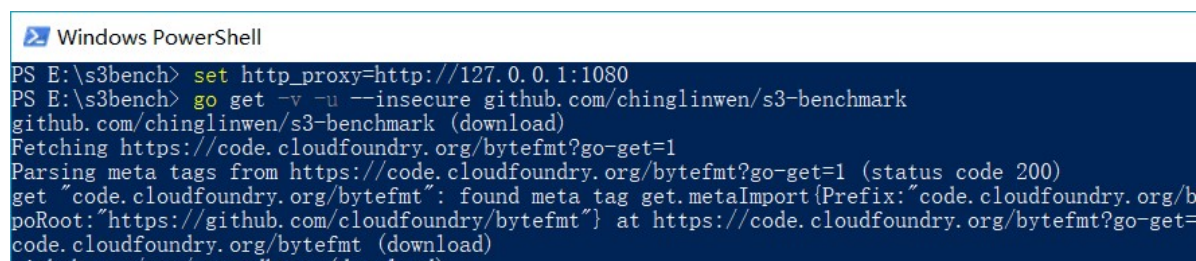 Windows PowerShell
PS E:\s3bench> set http_proxy=http://127.0.0.1:1080
PS E:\s3bench> go get -v -u --insecure github.com/chinglinwen/s3-benchmark
github.com/chinglinwen/s3-benchmark (download)
Fetching https://code.cloudfoundry.org/bytefmt?go-get=1
Parsing meta tags from https://code.cloudfoundry.org/bytefmt?go-get=1 (status code 200)
get "code.cloudfoundry.org/bytefmt": found meta tag get.metaImport{Prefix:"code.cloudfoundry.org/b
poRoot:"https://github.com/cloudfoundry/bytefmt"} at https://code.cloudfoundry.org/bytefmt?go-get=
code.cloudfoundry.org/bytefmt (download)